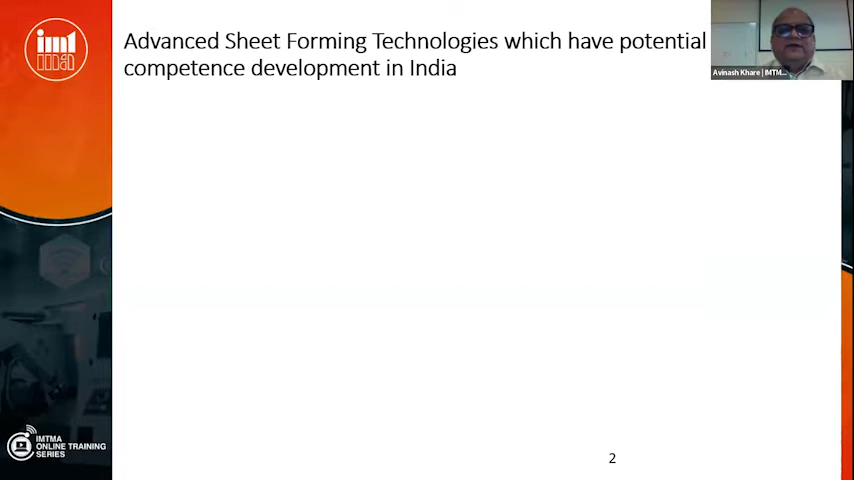 imt
ima
Advanced Sheet Forming Technologies which have potential
competence development in India
Avinash Khare | IMTM...
IMTMA
ONLINE TRAINING
SERIES
2